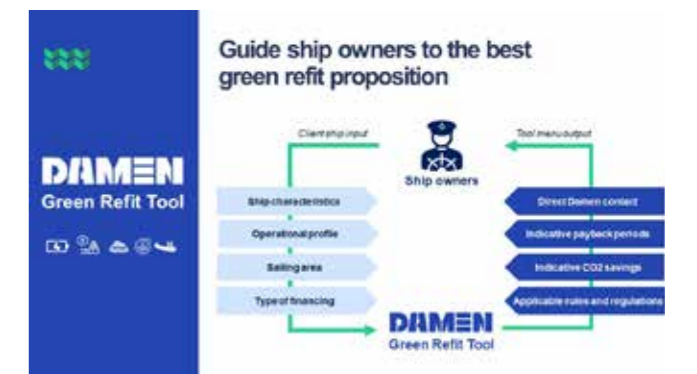 Guide ship owners to the best
green refit proposition
DAMEN
Green Refit Tool
Client ship input
Tool menu output
Ship owners
Ship characteristics
Operational profile
Sailing area
Type of financing
Direct Damen contact
Indicative payback periods
Indicative CO2 savings
Applicable rules and regulations
DAMEN
Green Refit Tool